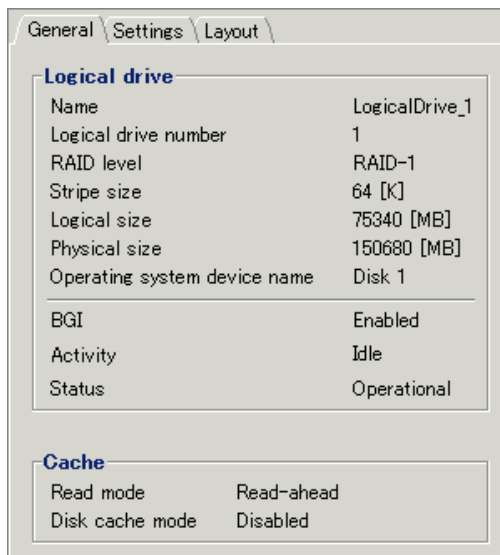 General Settings Layout
Logical drive
Name LogicalDrive_1
Logical drive number 1
RAID level RAID-1
Stripe size 64 [K]
Logical size 75340 [MB]
Physical size 150680 [MB]
Operating system device name Disk 1
BGI Enabled
Activity Idle
Status Operational
Cache
Read mode Read-ahead
Disk cache mode Disabled